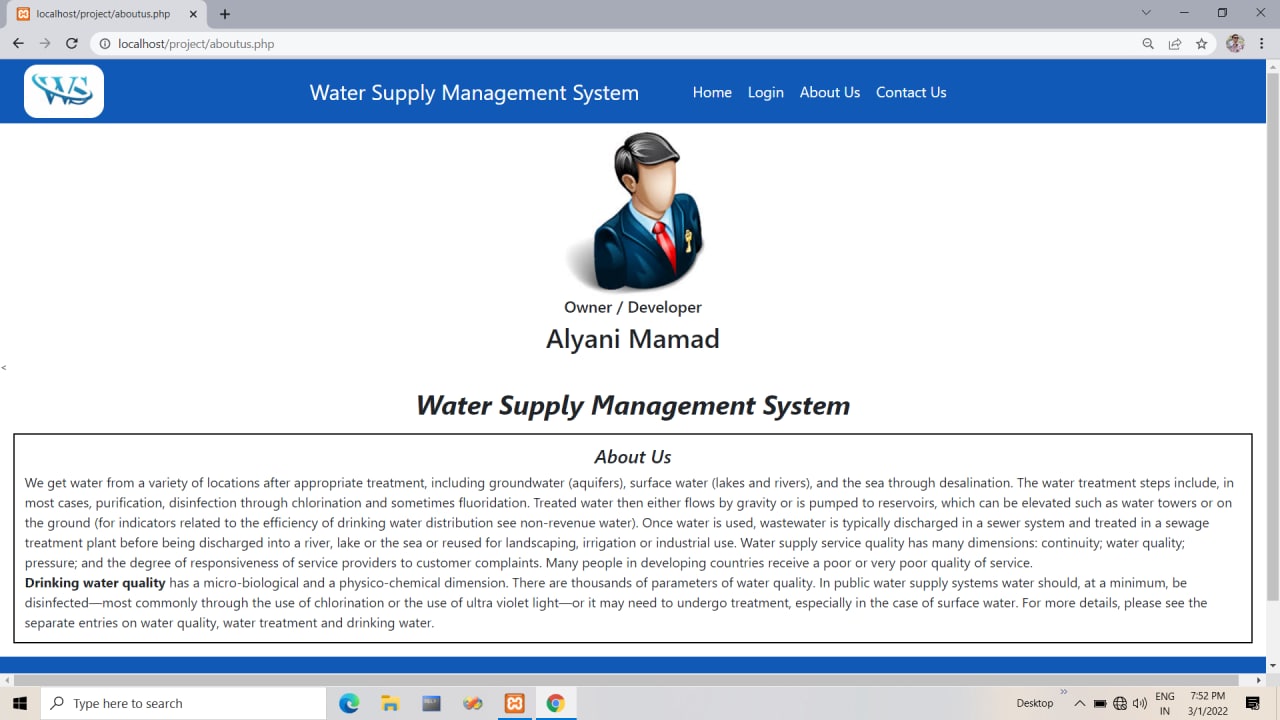 localhost/project/aboutus.php
localhost/project/aboutus.php
WS
Water Supply Management System
Home Login About Us Contact Us
Owner / Developer
Alyani Mamad
<
Water Supply Management System
About Us
We get water from a variety of locations after appropriate treatment, including groundwater (aquifers), surface water (lakes and rivers), and the sea through desalination. The water treatment steps include, in
most cases, purification, disinfection through chlorination and sometimes fluoridation. Treated water then either flows by gravity or is pumped to reservoirs, which can be elevated such as water towers or on
the ground (for indicators related to the efficiency of drinking water distribution see non-revenue water). Once water is used, wastewater is typically discharged in a sewer system and treated in a sewage
treatment plant before being discharged into a river, lake or the sea or reused for landscaping, irrigation or industrial use. Water supply service quality has many dimensions: continuity; water quality;
pressure; and the degree of responsiveness of service providers to customer complaints. Many people in developing countries receive a poor or very poor quality of service.
Drinking water quality has a micro-biological and a physico-chemical dimension. There are thousands of parameters of water quality. In public water supply systems water should, at a minimum, be
disinfected—most commonly through the use of chlorination or the use of ultra violet light—or it may need to undergo treatment, especially in the case of surface water. For more details, please see the
separate entries on water quality, water treatment and drinking water.
Type here to search
Desktop
ENG
IN
7:52 PM
3/1/2022